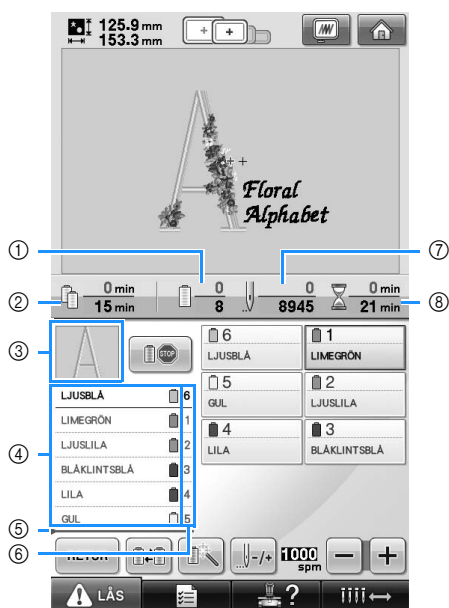 125.9 mm
153.3 mm
+ +
Floral
Alphabet
① ⑦
0 min 0 0 0 min
② 15 min 8 8945 21 min ⑧
③ A STOP
6 LJUSBLÅ
1 LIMEGRÖN
5 GUL
2 LJUSLILA
4 LILA
3 BLÅKLINTSBLÅ
④
LJUSBLÅ 6
LIMEGRÖN 1
LJUSLILA 2
BLÅKLINTSBLÅ 3
LILA 4
GUL 5
⑤
⑥
RETUR -/+ 1000 spm − +
LÅS ?